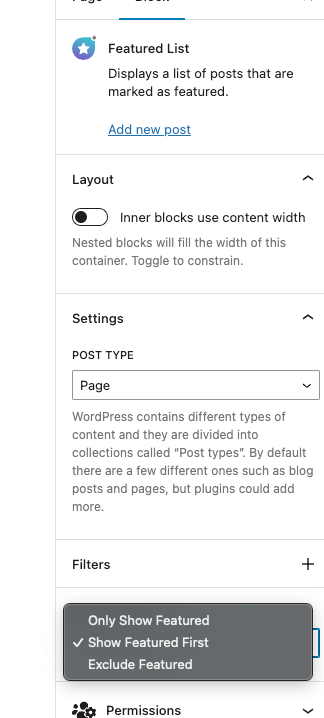 Page Block
Featured List
Displays a list of posts that are
marked as featured.
Add new post
Layout
Inner blocks use content width
Nested blocks will fill the width of this
container. Toggle to constrain.
Settings
POST TYPE
Page
WordPress contains different types of
content and they are divided into
collections called “Post types”. By default
there are a few different ones such as blog
posts and pages, but plugins could add
more.
Filters
Only Show Featured
Show Featured First
Exclude Featured
Permissions